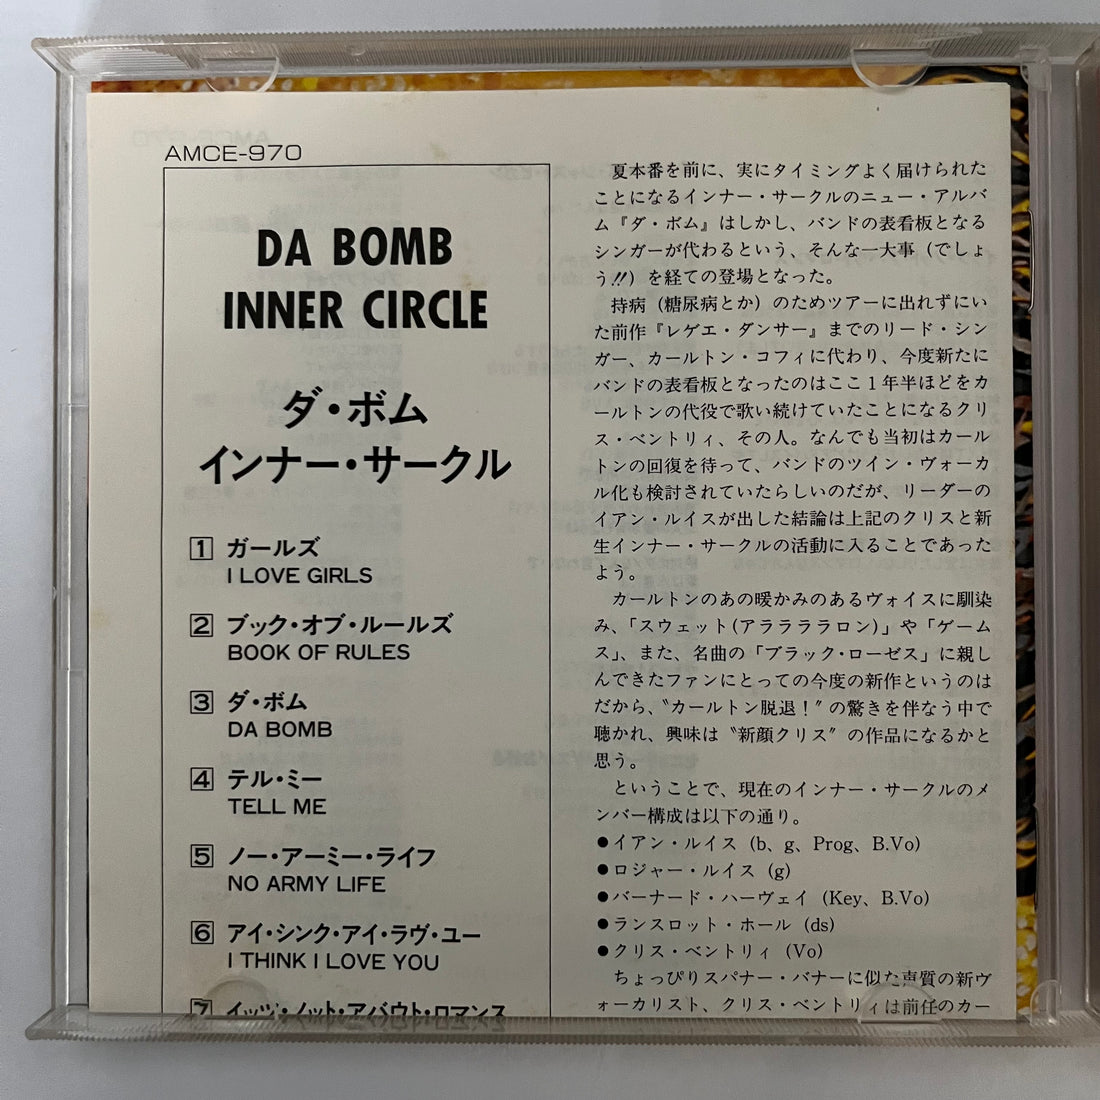 AMCE-970
DA BOMB
INNER CIRCLE
ダ・ボム
インナー・サークル
1 ガールズ
I LOVE GIRLS
2 ブック・オブ・ルールズ
BOOK OF RULES
3 ダ・ボム
DA BOMB
4 テル・ミー
TELL ME
5 ノー・アーミー・ライフ
NO ARMY LIFE
6 アイ・シンク・アイ・ラヴ・ユー
I THINK I LOVE YOU
7 イッツ・ノット・アバウト・ロマンス
夏本番を前に、実にタイミングよく届けられた
ことになるインナー・サークルのニュー・アルバ
ム『ダ・ボム』はしかし、バンドの表看板となる
シンガーが代わるという、そんな一大事（でしょ
う!!）を経ての登場となった。
持病（糖尿病とか）のためツアーに出れずにい
た前作『レゲエ・ダンサー』までのリード・シン
ガー、カールトン・コフィに代わり、今度新たに
バンドの表看板となったのはここ１年半ほどをカ
ールトンの代役で歌い続けていたことになるクリ
ス・ベントリィ、その人。なんでも当初はカール
トンの回復を待って、バンドのツイン・ヴォーカ
ル化も検討されていたらしいのだが、リーダーの
イアン・ルイスが出した結論は上記のクリスと新
生インナー・サークルの活動に入ることであった
よう。
カールトンのあの暖かみのあるヴォイスに馴染
み、「スウェット（アララララロン）」や「ゲーム
ス」、また、名曲の「ブラック・ローゼス」に親し
んできたファンにとっての今度の新作というのは
だから、〝カールトン脱退！〟の驚きを伴なう中で
聴かれ、興味は〝新顔クリス〟の作品になるかと
思う。
ということで、現在のインナー・サークルのメ
ンバー構成は以下の通り。
●イアン・ルイス（b、g、Prog、B.Vo）
●ロジャー・ルイス（g）
●バーナード・ハーヴェイ（Key、B.Vo）
●ランスロット・ホール（ds）
●クリス・ベントリィ（Vo）
ちょっぴりスパナー・バナーに似た声質の新ヴ
ォーカリスト、クリス・ベントリィは前任のカー